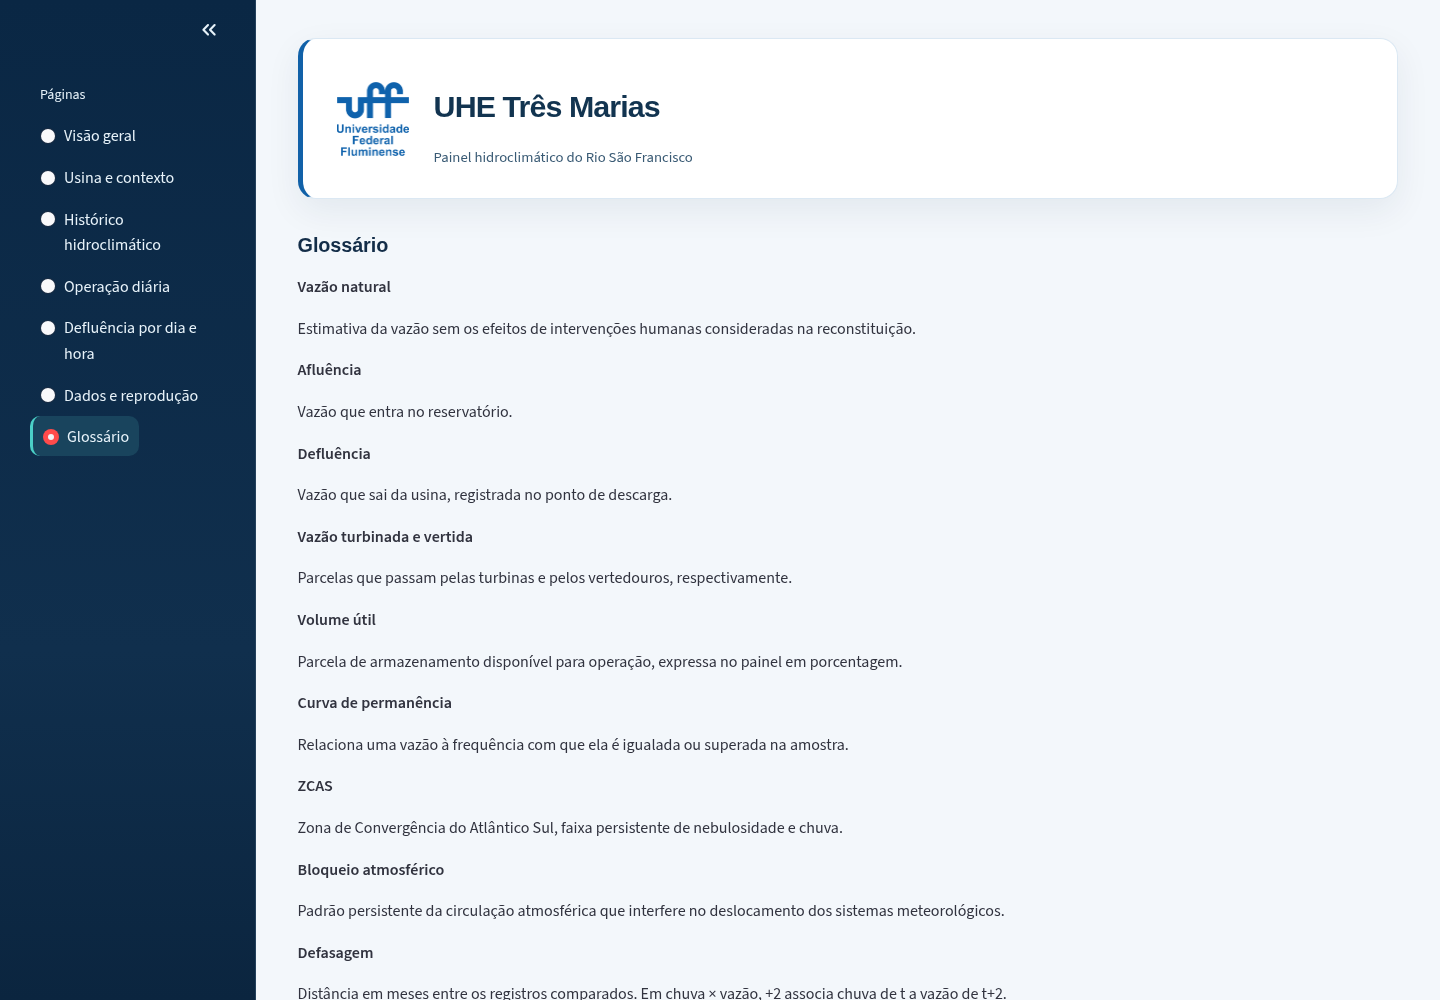 Páginas
Visão geral
Usina e contexto
Histórico
hidroclimático
Operação diária
Defluência por dia e
hora
Dados e reprodução
Glossário
uff
Universidade
Federal
Fluminense
UHE Três Marias
Painel hidroclimático do Rio São Francisco
Glossário
Vazão natural
Estimativa da vazão sem os efeitos de intervenções humanas consideradas na reconstituição.
Afluência
Vazão que entra no reservatório.
Defluência
Vazão que sai da usina, registrada no ponto de descarga.
Vazão turbinada e vertida
Parcelas que passam pelas turbinas e pelos vertedouros, respectivamente.
Volume útil
Parcela de armazenamento disponível para operação, expressa no painel em porcentagem.
Curva de permanência
Relaciona uma vazão à frequência com que ela é igualada ou superada na amostra.
ZCAS
Zona de Convergência do Atlântico Sul, faixa persistente de nebulosidade e chuva.
Bloqueio atmosférico
Padrão persistente da circulação atmosférica que interfere no deslocamento dos sistemas meteorológicos.
Defasagem
Distância em meses entre os registros comparados. Em chuva × vazão, +2 associa chuva de t a vazão de t+2.